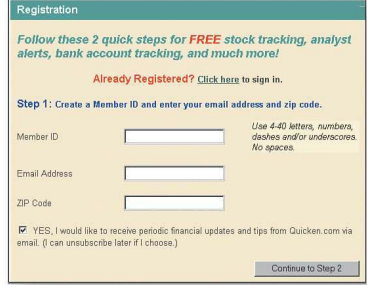 Registration
Follow these 2 quick steps for FREE stock tracking, analyst
alerts, bank account tracking, and much more!
Already Registered? Click here to sign in.
Step 1: Create a Member ID and enter your email address and zip code.
Member ID
Use 4-40 letters, numbers,
dashes and/or underscores.
No spaces.
Email Address
ZIP Code
YES, I would like to receive periodic financial updates and tips from Quicken.com via
email. (I can unsubscribe later if I choose.)
Continue to Step 2